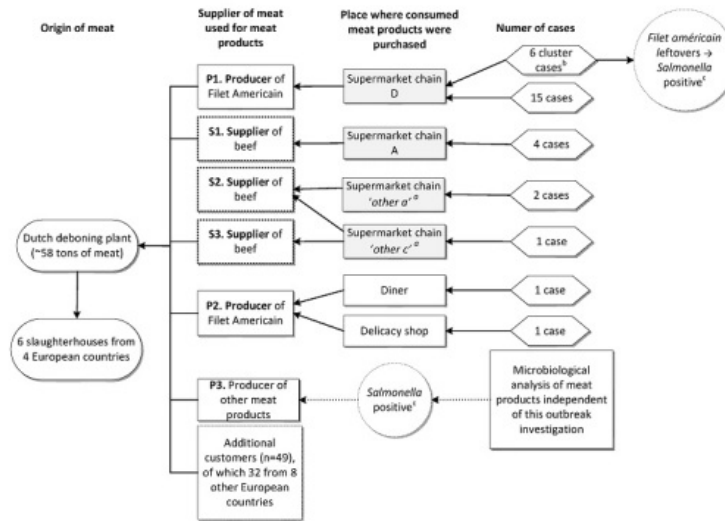 Origin of meat
Supplier of meat
used for meat
products
Place where consumed
meat products were
purchased
Numer of cases
P1. Producer of
Filet Americain
Supermarket chain
D
6 cluster
cases b
15 cases
Filet américain
leftovers →
Salmonella
positive c
S1. Supplier
of beef
Supermarket chain
A
4 cases
S2. Supplier
of beef
Supermarket chain
'other a' a
2 cases
S3. Supplier
of beef
Supermarket chain
'other c' a
1 case
Dutch deboning plant
(~58 tons of meat)
6 slaughterhouses from
4 European countries
P2. Producer of
Filet Americain
Diner
1 case
Delicacy shop
1 case
P3. Producer of
other meat
products
Salmonella
positive c
Microbiological
analysis of meat
products independent
of this outbreak
investigation
Additional
customers (n=49),
of which 32 from 8
other European
countries